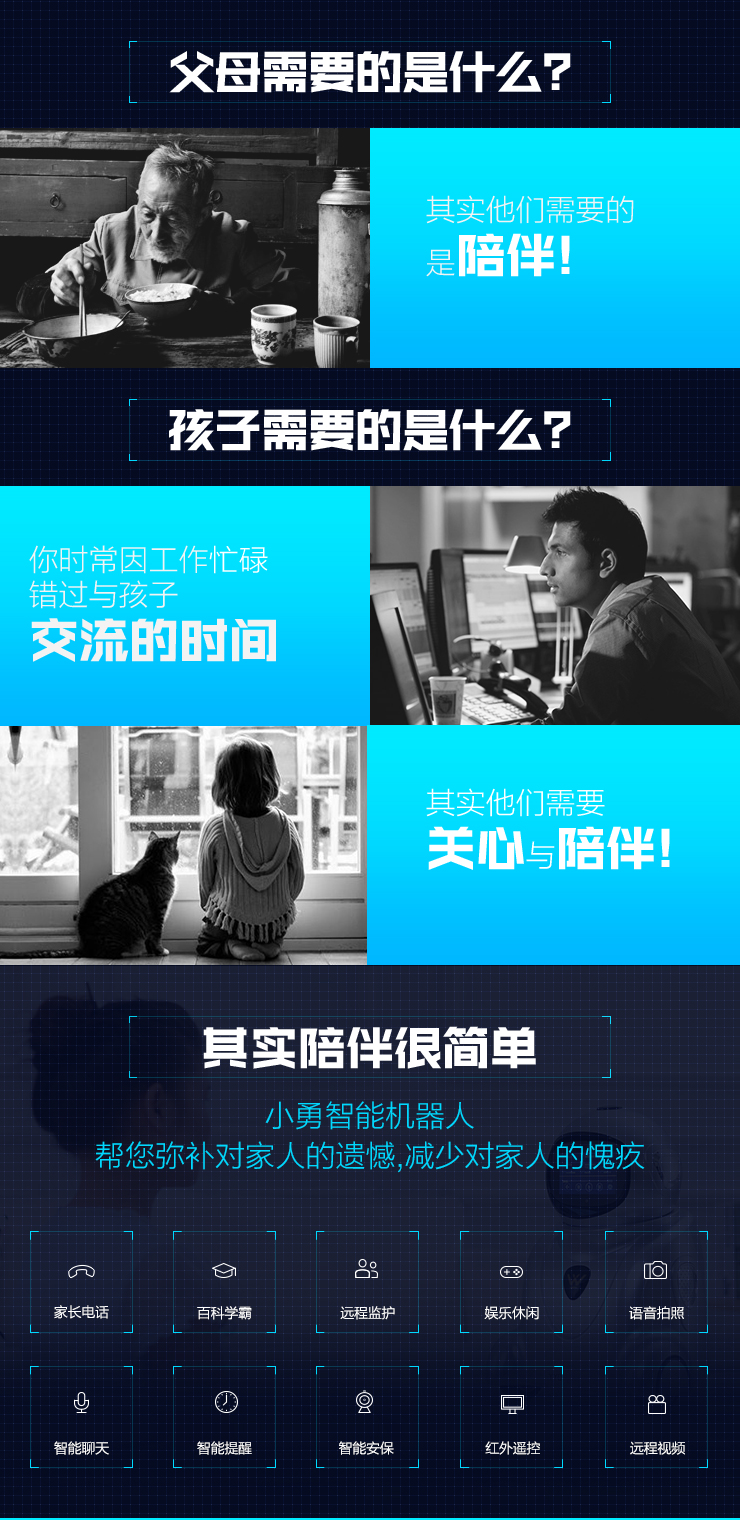 父母需要的是什么?
其实他们需要的
是陪伴!
孩子需要的是什么?
你时常因工作忙碌
错过与孩子
交流的时间
其实他们需要
关心与陪伴!
其实陪伴很简单
小勇智能机器人
帮您弥补对家人的遗憾,减少对家人的愧疚
家长电话
百科学霸
远程监护
娱乐休闲
语音拍照
智能聊天
智能提醒
智能安保
红外遥控
远程视频